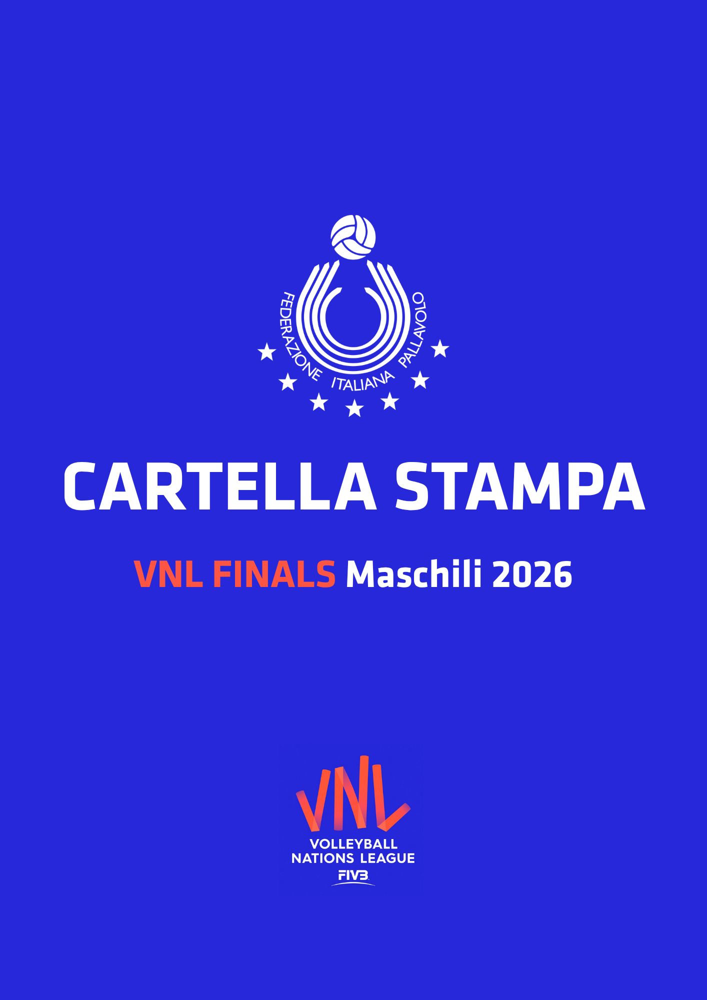 FEDERAZIONE ITALIANA PALLAVOLO
CARTELLA STAMPA
VNL FINALS Maschili 2026
VNL
VOLLEYBALL
NATIONS LEAGUE
FIVB